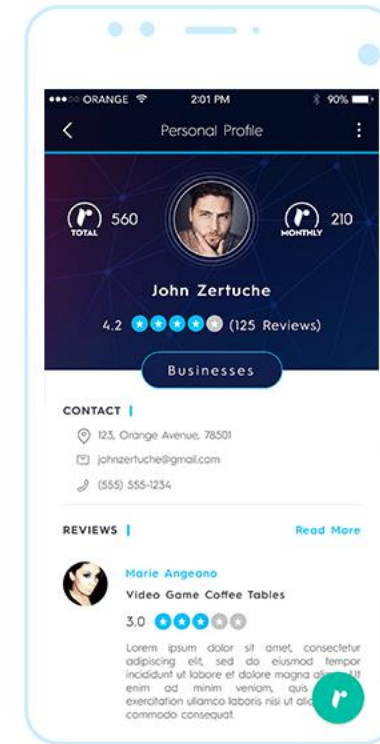 ORANGE 2:01 PM 90%
Personal Profile
r TOTAL 560
r MONTHLY 210
John Zertuche
4.2 (125 Reviews)
Businesses
CONTACT
123, Orange Avenue, 78501
johnzertuche@gmail.com
(555) 555-1234
REVIEWS Read More
Marie Angeano
Video Game Coffee Tables
3.0
Lorem ipsum dolor sit amet, consectetur
adipiscing elit, sed do eiusmod tempor
incididunt ut labore et dolore magna Ut
enim ad minim veniam, quis
exercitation ullamco laboris nisi ut
commodo consequat.
r